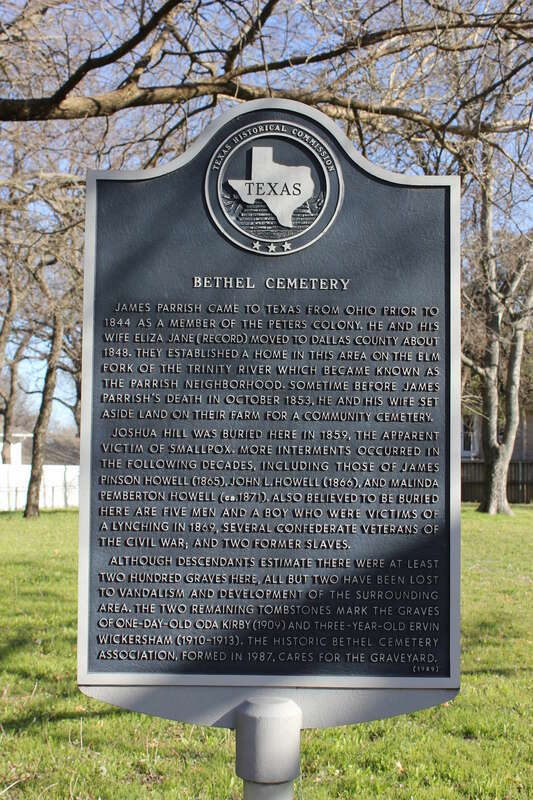 TEXAS HISTORICAL COMMISSION
TEXAS
BETHEL CEMETERY
JAMES PARRISH CAME TO TEXAS FROM OHIO PRIOR TO
1844 AS A MEMBER OF THE PETERS COLONY. HE AND HIS
WIFE ELIZA JANE (RECORD) MOVED TO DALLAS COUNTY ABOUT
1848. THEY ESTABLISHED A HOME IN THIS AREA ON THE ELM
FORK OF THE TRINITY RIVER WHICH BECAME KNOWN AS
THE PARRISH NEIGHBORHOOD. SOMETIME BEFORE JAMES
PARRISH'S DEATH IN OCTOBER 1853, HE AND HIS WIFE SET
ASIDE LAND ON THEIR FARM FOR A COMMUNITY CEMETERY.
JOSHUA HILL WAS BURIED HERE IN 1859, THE APPARENT
VICTIM OF SMALLPOX. MORE INTERMENTS OCCURRED IN
THE FOLLOWING DECADES, INCLUDING THOSE OF JAMES
PINSON HOWELL (1865), JOHN L. HOWELL (1866), AND MALINDA
PEMBERTON HOWELL (ca.1871). ALSO BELIEVED TO BE BURIED
HERE ARE FIVE MEN AND A BOY WHO WERE VICTIMS OF
A LYNCHING IN 1869, SEVERAL CONFEDERATE VETERANS OF
THE CIVIL WAR; AND TWO FORMER SLAVES.
ALTHOUGH DESCENDANTS ESTIMATE THERE WERE AT LEAST
TWO HUNDRED GRAVES HERE, ALL BUT TWO HAVE BEEN LOST
TO VANDALISM AND DEVELOPMENT OF THE SURROUNDING
AREA. THE TWO REMAINING TOMBSTONES MARK THE GRAVES
OF ONE-DAY-OLD ODA KIRBY (1909) AND THREE-YEAR-OLD ERVIN
WICKERSHAM (1910-1913). THE HISTORIC BETHEL CEMETERY
ASSOCIATION, FORMED IN 1987, CARES FOR THE GRAVEYARD.
(1989)